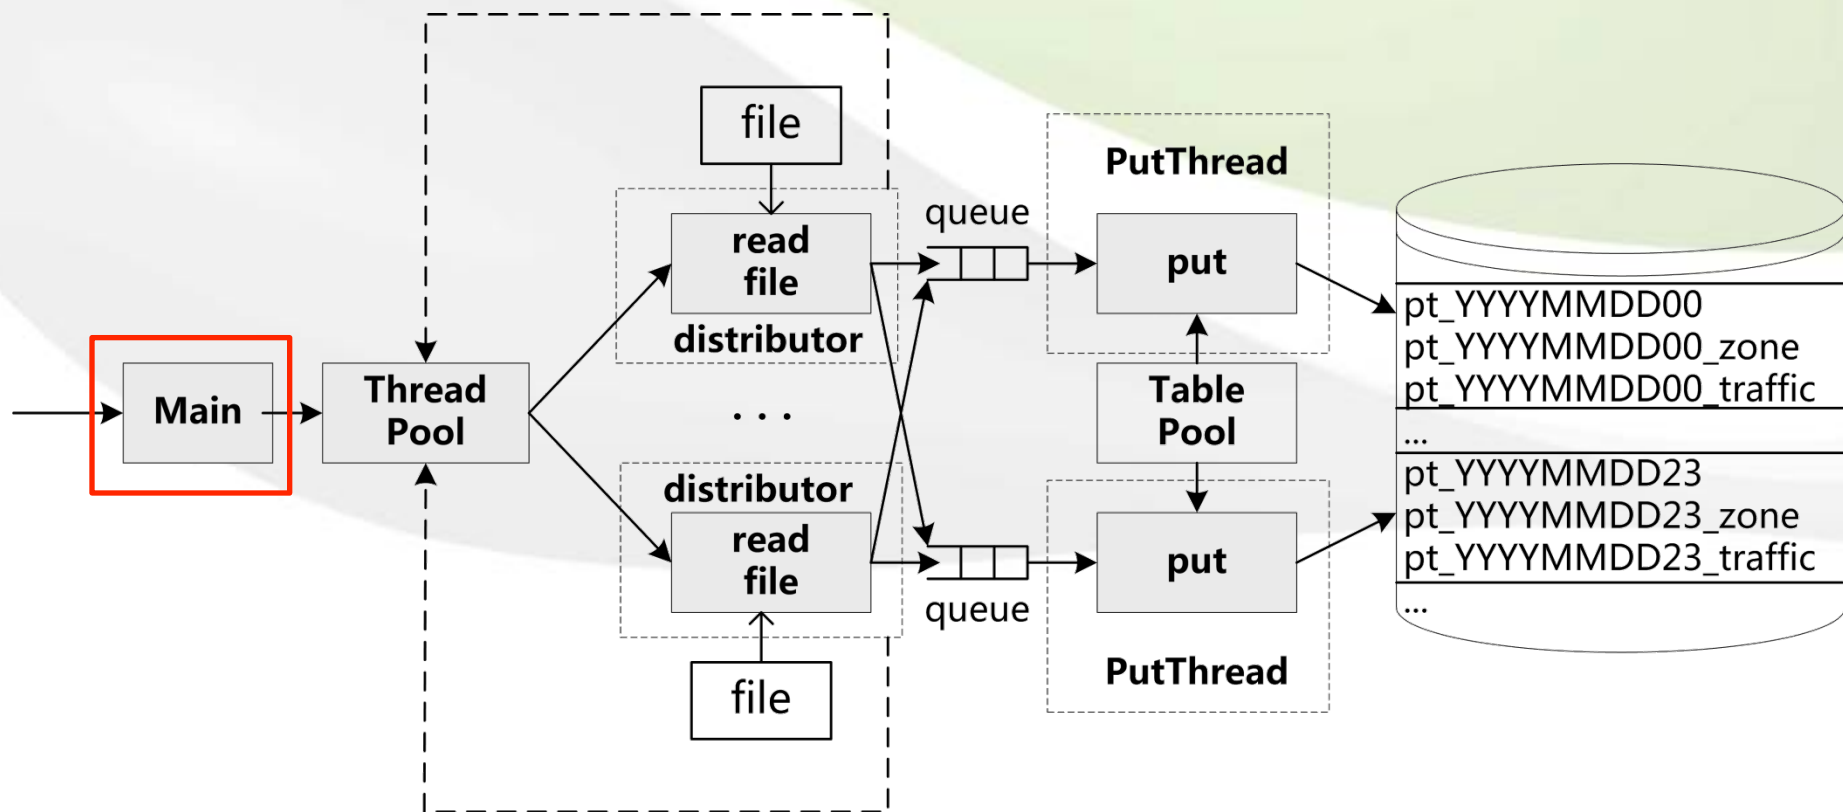 file
PutThread
queue
read
file
put
distributor
Main
Thread
Pool
. . .
Table
Pool
pt_YYYYMMDD00
pt_YYYYMMDD00_zone
pt_YYYYMMDD00_traffic
...
pt_YYYYMMDD23
pt_YYYYMMDD23_zone
pt_YYYYMMDD23_traffic
...
distributor
read
file
put
queue
file
PutThread